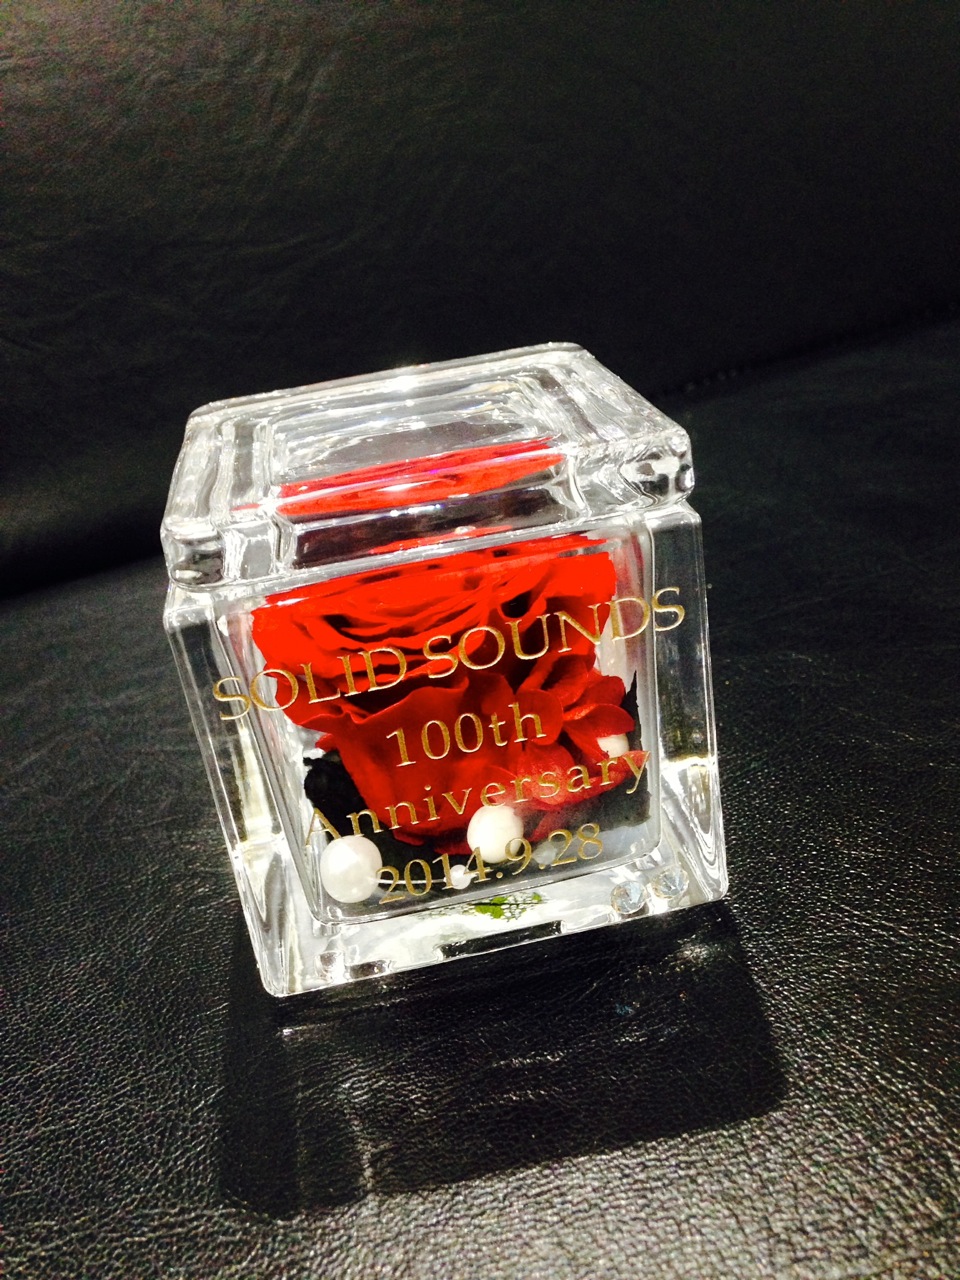 SOLID SOUNDS
100th
Anniversary
2014.9.28